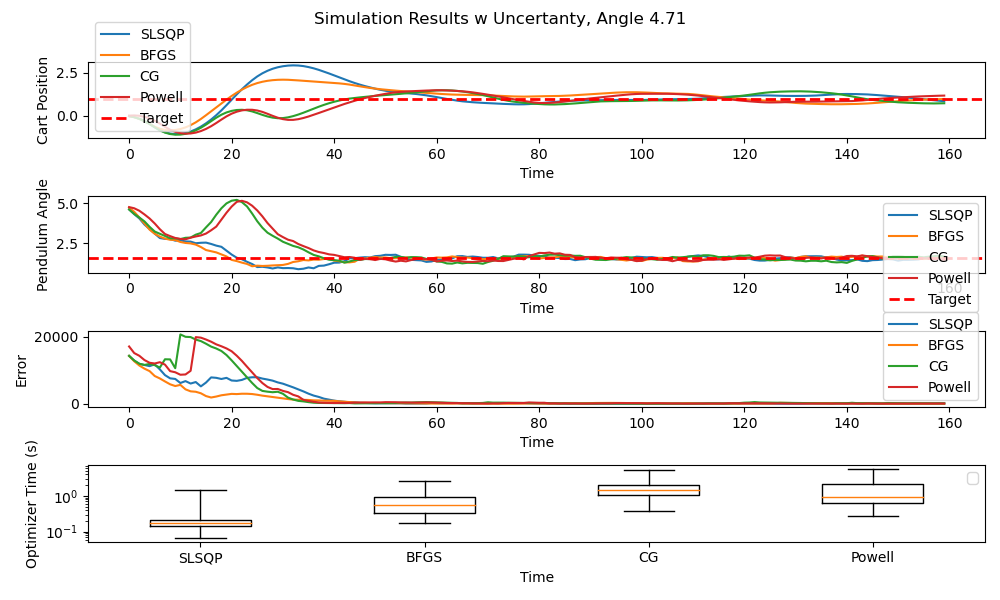 Simulation Results w Uncertanty, Angle 4.71
SLSQP
BFGS
CG
Powell
Target
Cart Position
2.5
0.0
0 20 40 60 80 100 120 140 160
Time
Pendulum Angle
5.0
2.5
SLSQP
BFGS
CG
Powell
Target
0 20 40 60 80 100 120 140 160
Time
Error
20000
0
SLSQP
BFGS
CG
Powell
0 20 40 60 80 100 120 140 160
Time
Optimizer Time (s)
10⁰
10⁻¹
SLSQP BFGS CG Powell
Time